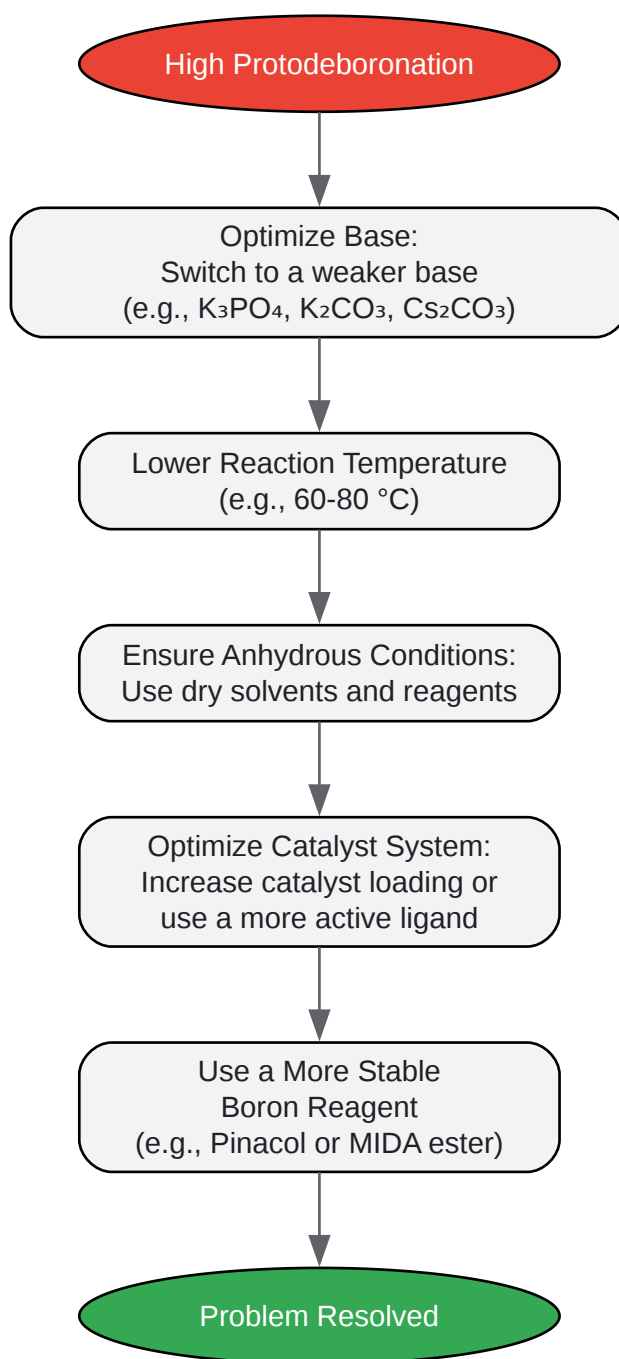 High Protodeboronation
Optimize Base:
Switch to a weaker base
(e.g., K₃PO₄, K₂CO₃, Cs₂CO₃)
Lower Reaction Temperature
(e.g., 60-80 °C)
Ensure Anhydrous Conditions:
Use dry solvents and reagents
Optimize Catalyst System:
Increase catalyst loading or
use a more active ligand
Use a More Stable
Boron Reagent
(e.g., Pinacol or MIDA ester)
Problem Resolved